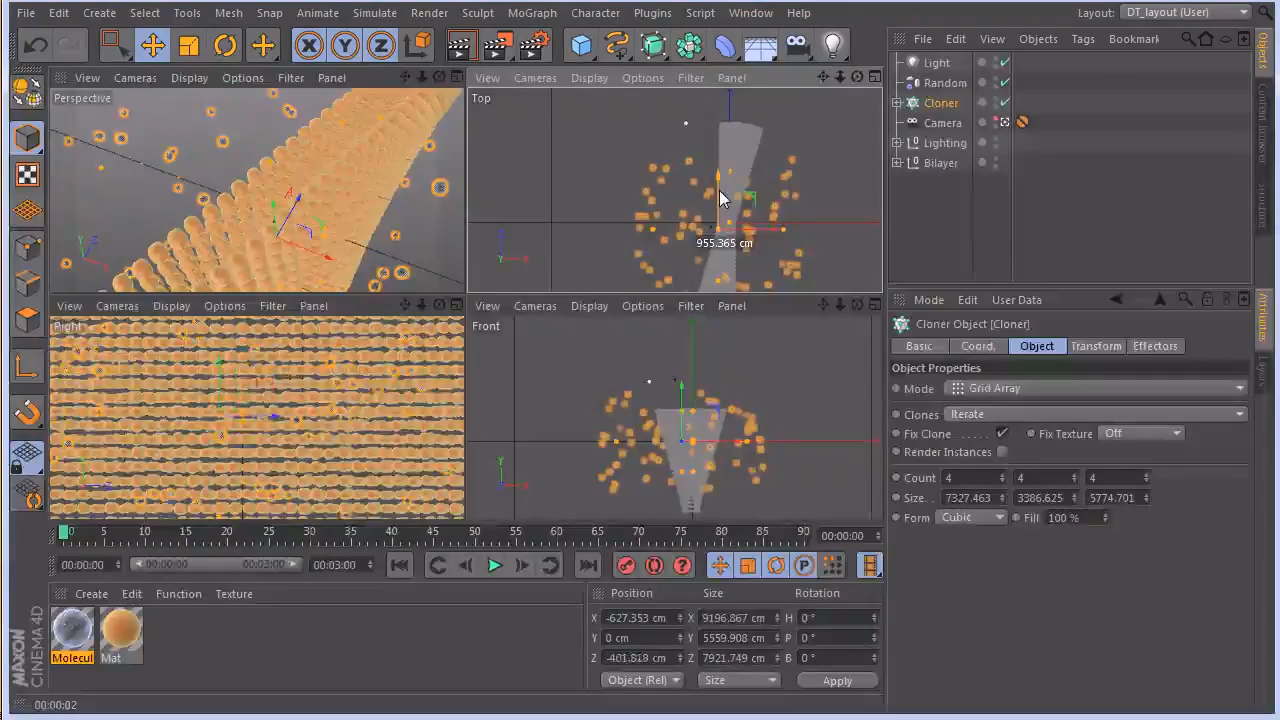 File Edit Create Select Tools Mesh Snap Animate Simulate Render Sculpt MoGraph Character Plugins Script Window Help Layout: DT_layout (User)
X Y Z
View Cameras Display Options Filter Panel
Perspective
View Cameras Display Options Filter Panel
Top
955.365 cm
View Cameras Display Options Filter Panel
Right
View Cameras Display Options Filter Panel
Front
File Edit View Objects Tags Bookmark
Light
Random
Cloner
Camera
Lighting
Bilayer
Objects
Content Browser
Structure
Mode Edit User Data
Cloner Object [Cloner]
Basic Coord. Object Transform Effectors
Object Properties
Mode Grid Array
Clones Iterate
Fix Clone . . . . . Fix Texture Off
Render Instances
Count 4 4 4
Size. . 7327.463 3386.625 5774.701
Form Cubic Fill 100 %
Attributes
Layers
0 5 10 15 20 25 30 35 40 45 50 55 60 65 70 75 80 85 90 00:00:00
00:00:00 00:00:00 00:03:00 00:03:00
Create Edit Function Texture
Molecul Mat
Position Size Rotation
X -627.353 cm X 9196.867 cm H 0 °
Y 0 cm Y 5559.908 cm P 0 °
Z -401.818 cm Z 7921.749 cm B 0 °
Object (Rel) Size Apply
MAXON CINEMA 4D
00:00:02